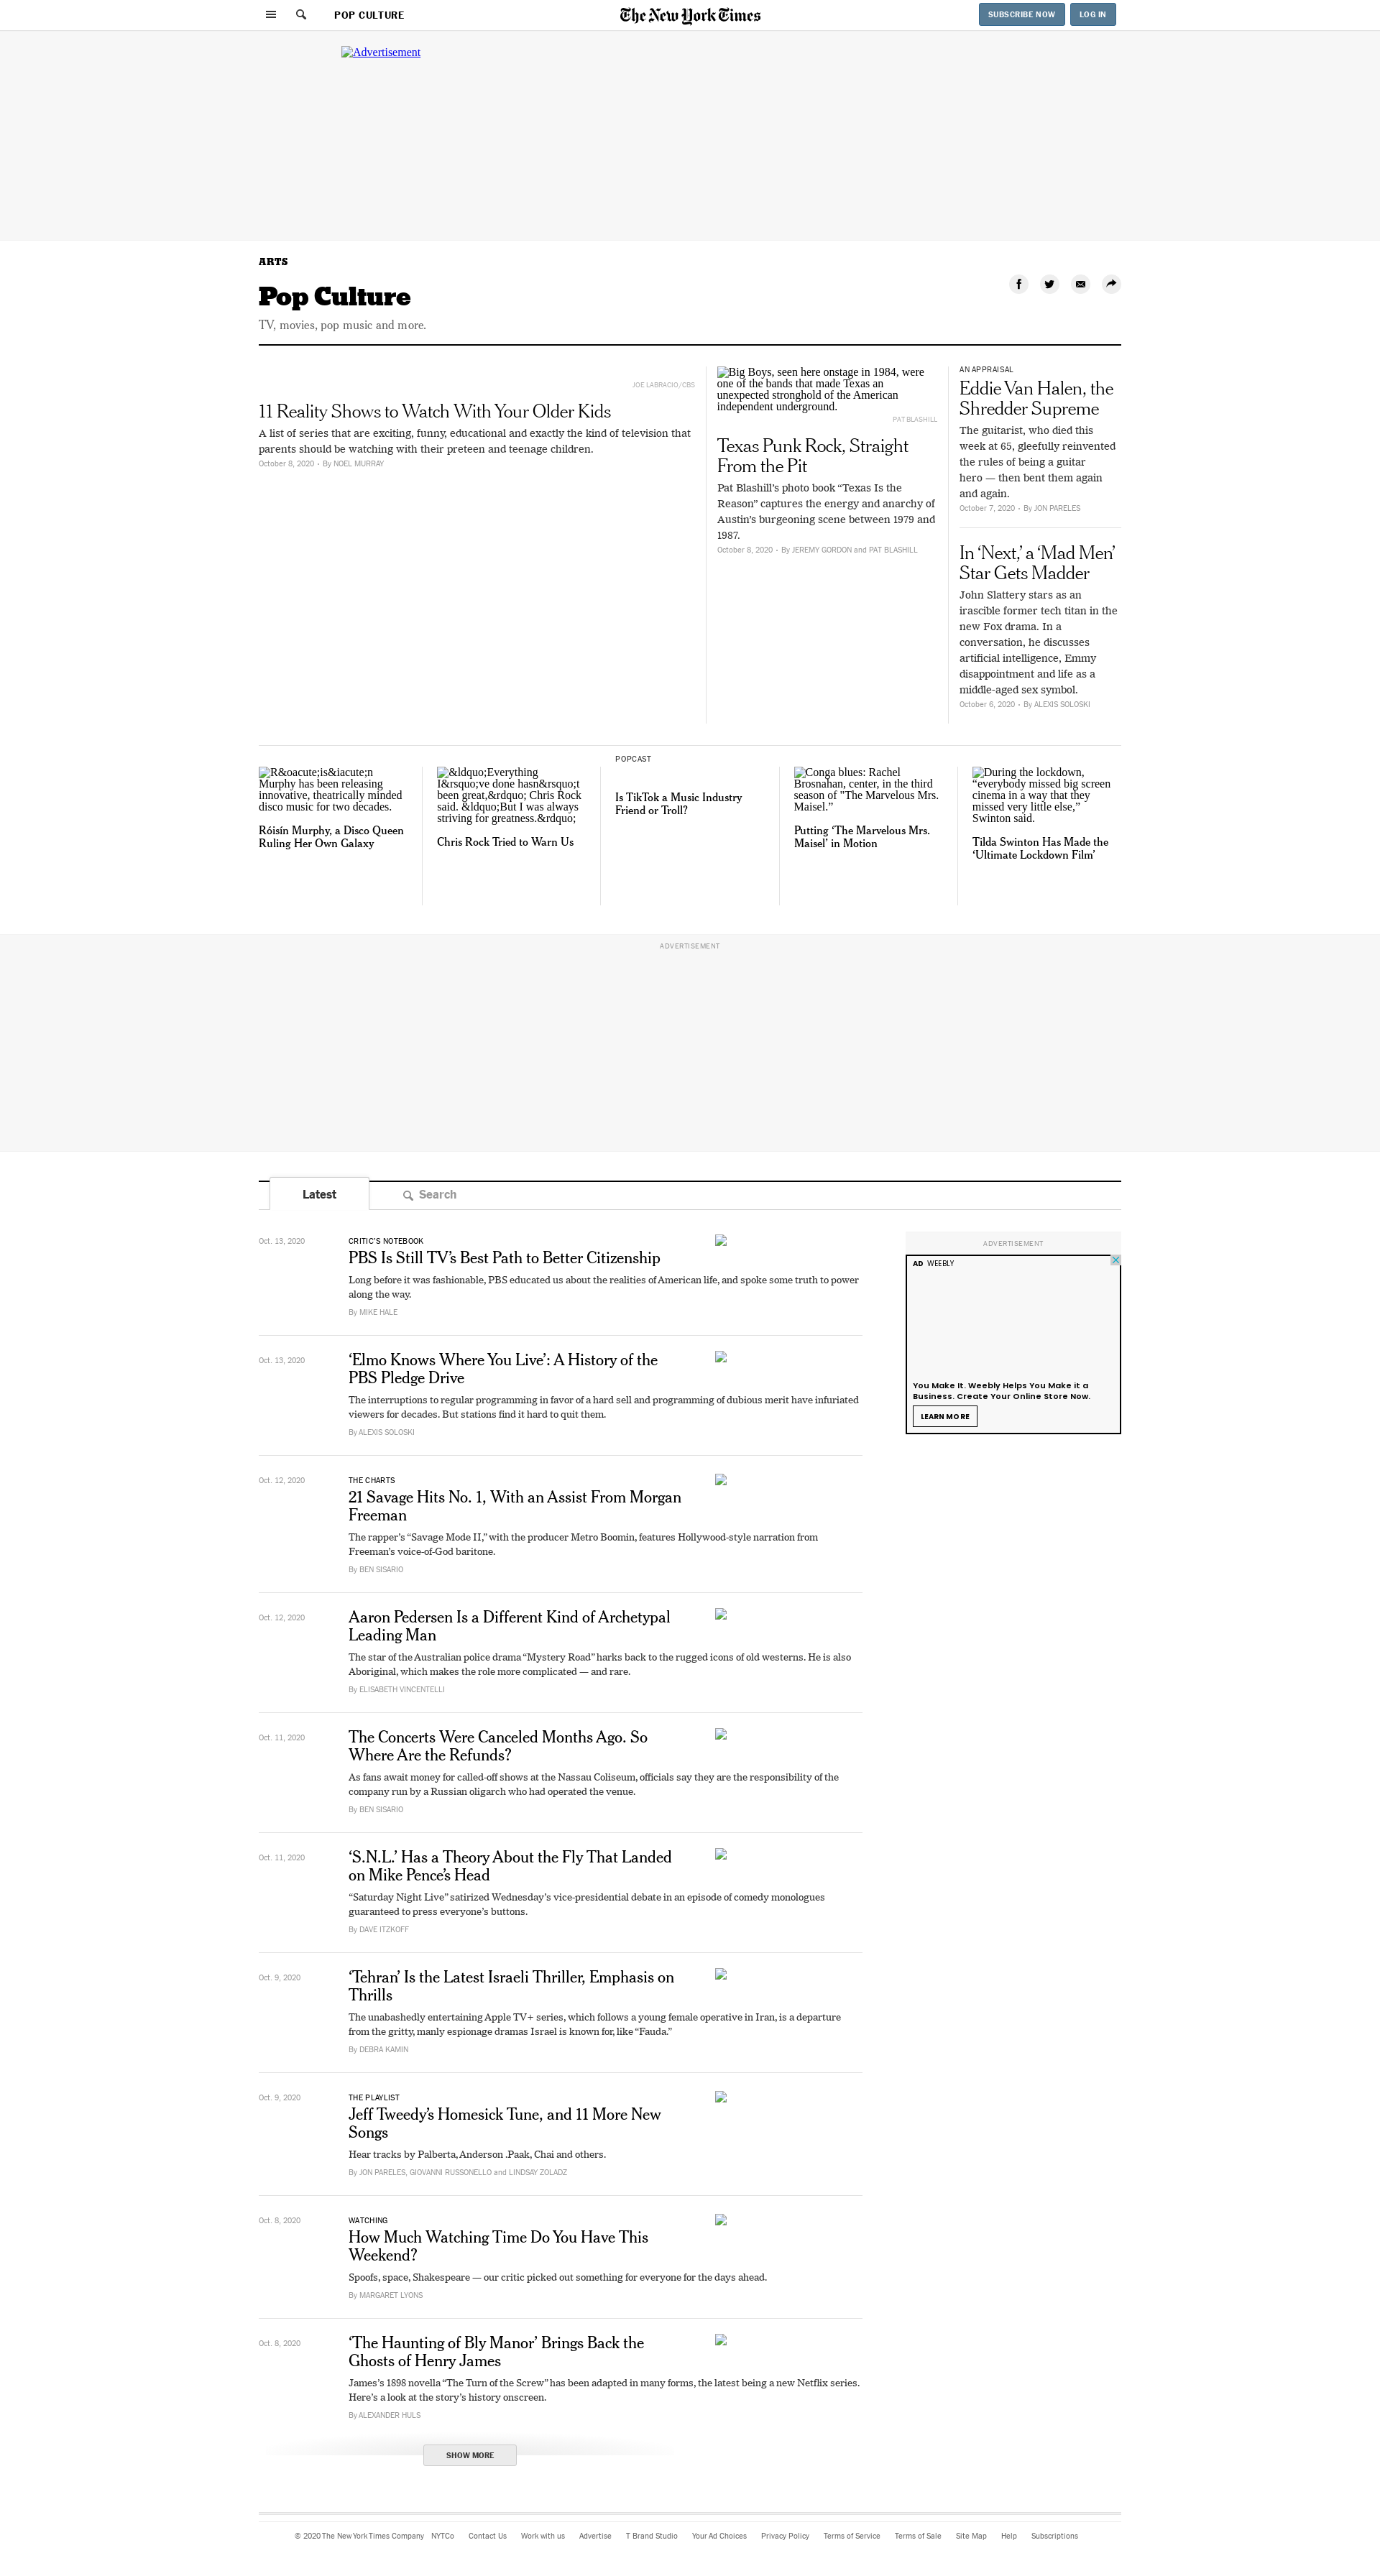 POP CULTURE
The New York Times
SUBSCRIBE NOW
LOG IN
Advertisement
ARTS
Pop Culture
TV, movies, pop music and more.
JOE LABRACIO/CBS
11 Reality Shows to Watch With Your Older Kids
A list of series that are exciting, funny, educational and exactly the kind of television that
parents should be watching with their preteen and teenage children.
October 8, 2020 • By NOEL MURRAY
Big Boys, seen here onstage in 1984, were
one of the bands that made Texas an
unexpected stronghold of the American
independent underground.
PAT BLASHILL
Texas Punk Rock, Straight
From the Pit
Pat Blashill’s photo book “Texas Is the
Reason” captures the energy and anarchy of
Austin’s burgeoning scene between 1979 and
1987.
October 8, 2020 • By JEREMY GORDON and PAT BLASHILL
AN APPRAISAL
Eddie Van Halen, the
Shredder Supreme
The guitarist, who died this
week at 65, gleefully reinvented
the rules of being a guitar
hero — then bent them again
and again.
October 7, 2020 • By JON PARELES
In ‘Next,’ a ‘Mad Men’
Star Gets Madder
John Slattery stars as an
irascible former tech titan in the
new Fox drama. In a
conversation, he discusses
artificial intelligence, Emmy
disappointment and life as a
middle-aged sex symbol.
October 6, 2020 • By ALEXIS SOLOSKI
R&oacute;is&iacute;n
Murphy has been releasing
innovative, theatrically minded
disco music for two decades.
Róisín Murphy, a Disco Queen
Ruling Her Own Galaxy
&ldquo;Everything
I&rsquo;ve done hasn&rsquo;t
been great,&rdquo; Chris Rock
said. &ldquo;But I was always
striving for greatness.&rdquo;
Chris Rock Tried to Warn Us
POPCAST
Is TikTok a Music Industry
Friend or Troll?
Conga blues: Rachel
Brosnahan, center, in the third
season of "The Marvelous Mrs.
Maisel.”
Putting ‘The Marvelous Mrs.
Maisel’ in Motion
During the lockdown,
“everybody missed big screen
cinema in a way that they
missed very little else,”
Swinton said.
Tilda Swinton Has Made the
‘Ultimate Lockdown Film’
ADVERTISEMENT
Latest
Search
Oct. 13, 2020
CRITIC’S NOTEBOOK
PBS Is Still TV’s Best Path to Better Citizenship
Long before it was fashionable, PBS educated us about the realities of American life, and spoke some truth to power
along the way.
By MIKE HALE
ADVERTISEMENT
AD WEEBLY
You Make It. Weebly Helps You Make it a
Business. Create Your Online Store Now.
LEARN MORE
Oct. 13, 2020
‘Elmo Knows Where You Live’: A History of the
PBS Pledge Drive
The interruptions to regular programming in favor of a hard sell and programming of dubious merit have infuriated
viewers for decades. But stations find it hard to quit them.
By ALEXIS SOLOSKI
Oct. 12, 2020
THE CHARTS
21 Savage Hits No. 1, With an Assist From Morgan
Freeman
The rapper’s “Savage Mode II,” with the producer Metro Boomin, features Hollywood-style narration from
Freeman’s voice-of-God baritone.
By BEN SISARIO
Oct. 12, 2020
Aaron Pedersen Is a Different Kind of Archetypal
Leading Man
The star of the Australian police drama “Mystery Road” harks back to the rugged icons of old westerns. He is also
Aboriginal, which makes the role more complicated — and rare.
By ELISABETH VINCENTELLI
Oct. 11, 2020
The Concerts Were Canceled Months Ago. So
Where Are the Refunds?
As fans await money for called-off shows at the Nassau Coliseum, officials say they are the responsibility of the
company run by a Russian oligarch who had operated the venue.
By BEN SISARIO
Oct. 11, 2020
‘S.N.L.’ Has a Theory About the Fly That Landed
on Mike Pence’s Head
“Saturday Night Live” satirized Wednesday’s vice-presidential debate in an episode of comedy monologues
guaranteed to press everyone’s buttons.
By DAVE ITZKOFF
Oct. 9, 2020
‘Tehran’ Is the Latest Israeli Thriller, Emphasis on
Thrills
The unabashedly entertaining Apple TV+ series, which follows a young female operative in Iran, is a departure
from the gritty, manly espionage dramas Israel is known for, like “Fauda.”
By DEBRA KAMIN
Oct. 9, 2020
THE PLAYLIST
Jeff Tweedy’s Homesick Tune, and 11 More New
Songs
Hear tracks by Palberta, Anderson .Paak, Chai and others.
By JON PARELES, GIOVANNI RUSSONELLO and LINDSAY ZOLADZ
Oct. 8, 2020
WATCHING
How Much Watching Time Do You Have This
Weekend?
Spoofs, space, Shakespeare — our critic picked out something for everyone for the days ahead.
By MARGARET LYONS
Oct. 8, 2020
‘The Haunting of Bly Manor’ Brings Back the
Ghosts of Henry James
James’s 1898 novella “The Turn of the Screw” has been adapted in many forms, the latest being a new Netflix series.
Here’s a look at the story’s history onscreen.
By ALEXANDER HULS
SHOW MORE
© 2020 The New York Times Company NYTCo Contact Us Work with us Advertise T Brand Studio Your Ad Choices Privacy Policy Terms of Service Terms of Sale Site Map Help Subscriptions